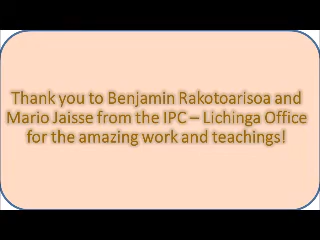 Thank you to Benjamin Rakotoarisoa and
Mario Jaisse from the IPC – Lichinga Office
for the amazing work and teachings!